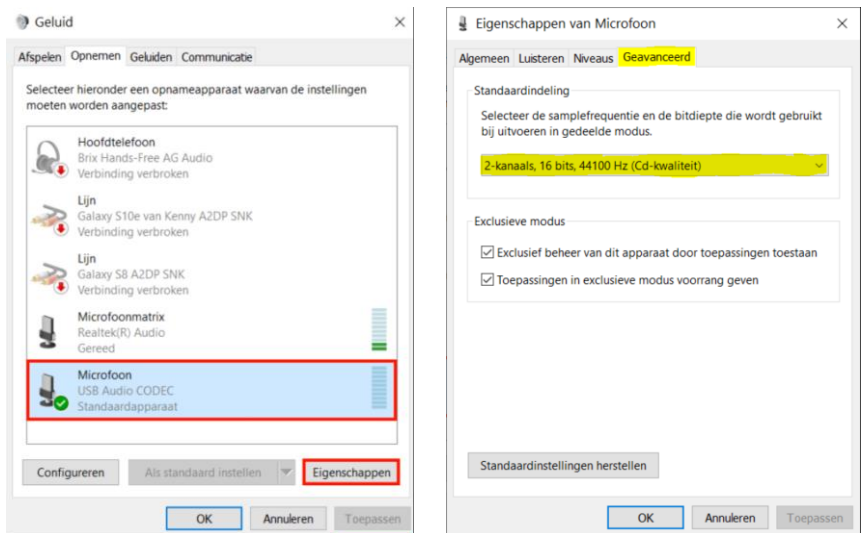 Geluid
Afspelen Opnemen Geluiden Communicatie
Selecteer hieronder een opnameapparaat waarvan de instellingen
moeten worden aangepast:
Hoofdtelefoon
Brix Hands-Free AG Audio
Verbinding verbroken
Lijn
Galaxy S10e van Kenny A2DP SNK
Verbinding verbroken
Lijn
Galaxy S8 A2DP SNK
Verbinding verbroken
Microfoonmatrix
Realtek(R) Audio
Gereed
Microfoon
USB Audio CODEC
Standaardapparaat
Configureren Als standaard instellen Eigenschappen
OK Annuleren Toepassen
Eigenschappen van Microfoon
Algemeen Luisteren Niveaus Geavanceerd
Standaardindeling
Selecteer de samplefrequentie en de bitdiepte die wordt gebruikt
bij uitvoeren in gedeelde modus.
2-kanaals, 16 bits, 44100 Hz (Cd-kwaliteit)
Exclusieve modus
Exclusief beheer van dit apparaat door toepassingen toestaan
Toepassingen in exclusieve modus voorrang geven
Standaardinstellingen herstellen
OK Annuleren Toepassen